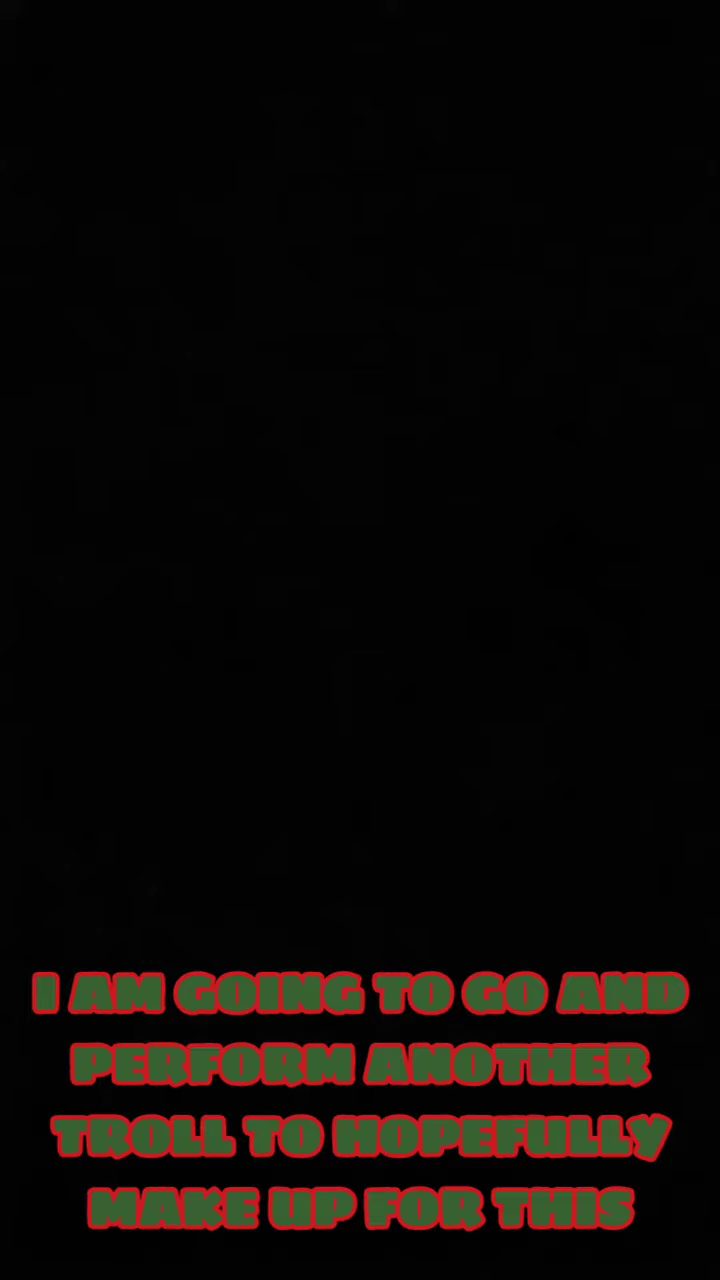 I AM GOING TO GO AND
PERFORM ANOTHER
TROLL TO HOPEFULLY
MAKE UP FOR THIS